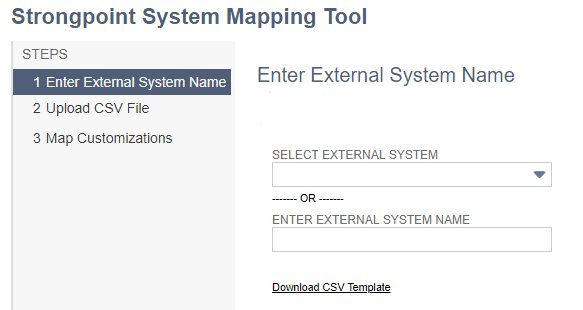 Strongpoint System Mapping Tool
STEPS
1 Enter External System Name
2 Upload CSV File
3 Map Customizations
Enter External System Name
SELECT EXTERNAL SYSTEM
------- OR -------
ENTER EXTERNAL SYSTEM NAME
Download CSV Template